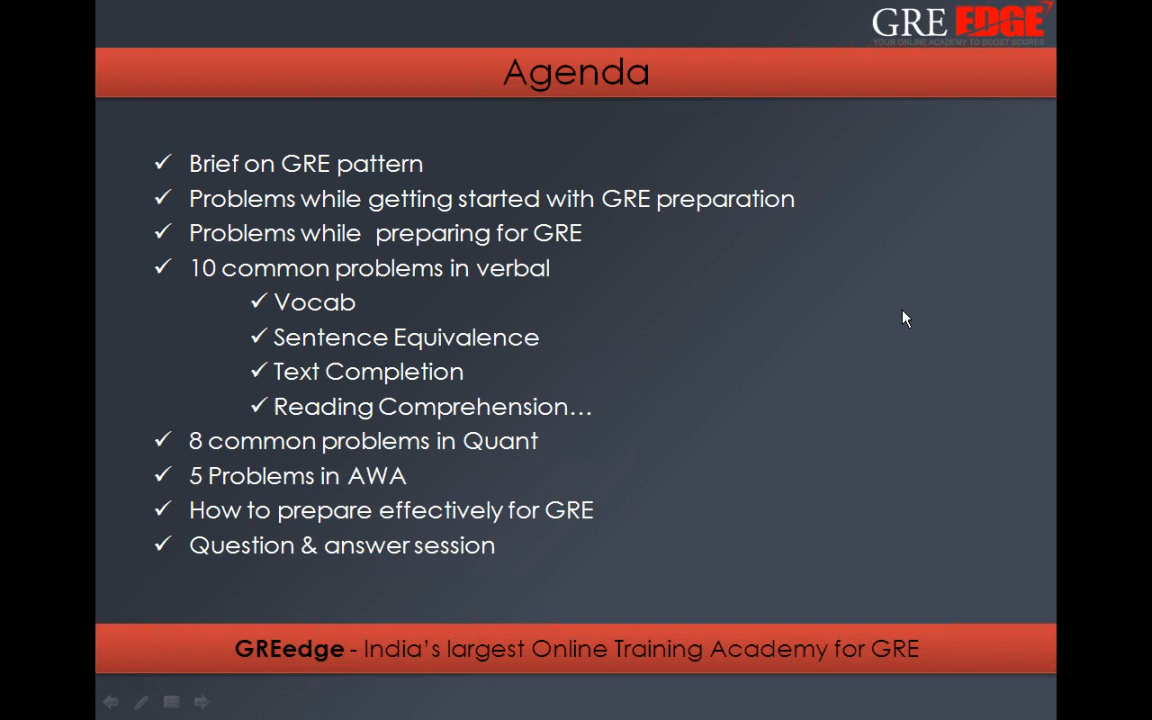 GRE EDGE
YOUR ONLINE ACADEMY TO BOOST SCORES
Agenda
✓ Brief on GRE pattern
✓ Problems while getting started with GRE preparation
✓ Problems while preparing for GRE
✓ 10 common problems in verbal
✓ Vocab
✓ Sentence Equivalence
✓ Text Completion
✓ Reading Comprehension...
✓ 8 common problems in Quant
✓ 5 Problems in AWA
✓ How to prepare effectively for GRE
✓ Question & answer session
GREedge - India's largest Online Training Academy for GRE